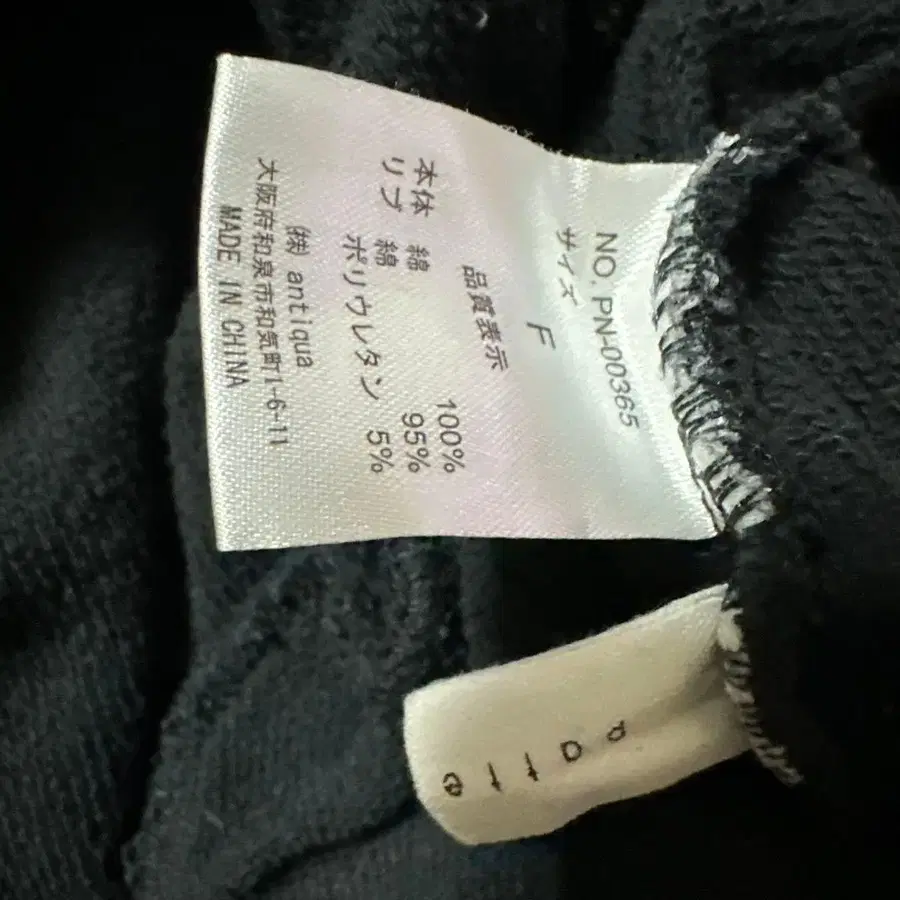 NO. PN-00365
サイズ
F
品質表示
本体 綿 100%
リブ 綿 95%
ポリウレタン 5%
(株) antiqua
大阪府和泉市和気町1-6-11
MADE IN CHINA
patte